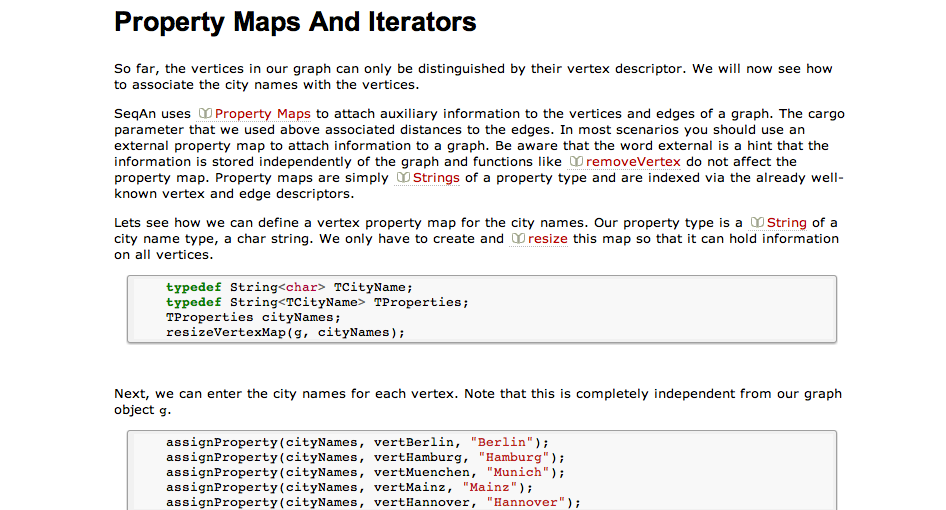 Property Maps And Iterators
So far, the vertices in our graph can only be distinguished by their vertex descriptor. We will now see how
to associate the city names with the vertices.
SeqAn uses Property Maps to attach auxiliary information to the vertices and edges of a graph. The cargo
parameter that we used above associated distances to the edges. In most scenarios you should use an
external property map to attach information to a graph. Be aware that the word external is a hint that the
information is stored independently of the graph and functions like removeVertex do not affect the
property map. Property maps are simply Strings of a property type and are indexed via the already well-
known vertex and edge descriptors.
Lets see how we can define a vertex property map for the city names. Our property type is a String of a
city name type, a char string. We only have to create and resize this map so that it can hold information
on all vertices.
typedef String<char> TCityName;
typedef String<TCityName> TProperties;
TProperties cityNames;
resizeVertexMap(g, cityNames);
Next, we can enter the city names for each vertex. Note that this is completely independent from our graph
object g.
assignProperty(cityNames, vertBerlin, "Berlin");
assignProperty(cityNames, vertHamburg, "Hamburg");
assignProperty(cityNames, vertMuenchen, "Munich");
assignProperty(cityNames, vertMainz, "Mainz");
assignProperty(cityNames, vertHannover, "Hannover");